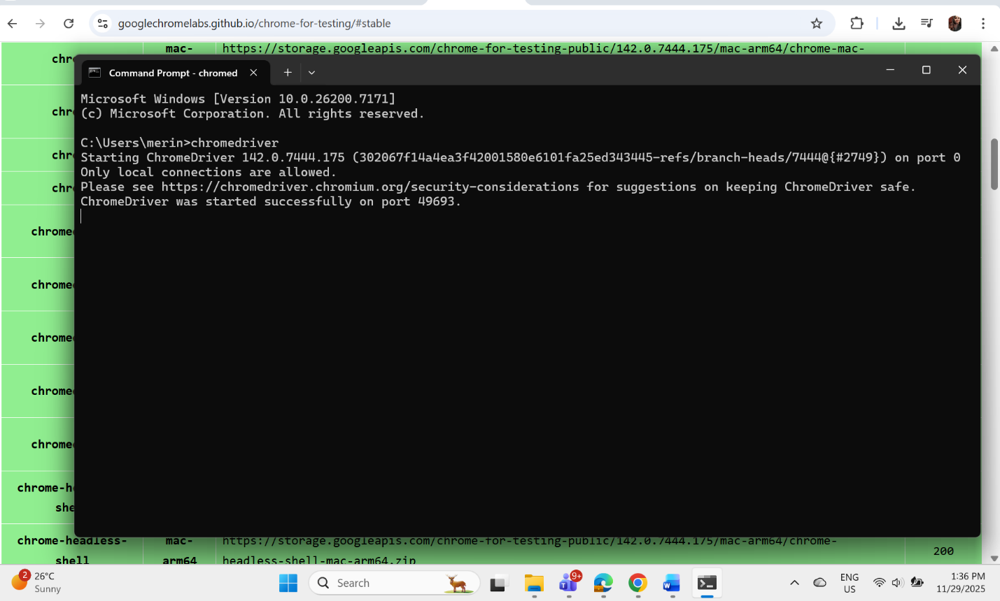 googlechromelabs.github.io/chrome-for-testing/#stable
mac-
https://storage.googleapis.com/chrome-for-testing-public/142.0.7444.175/mac-arm64/chrome-mac-
chr
Command Prompt - chromed
Microsoft Windows [Version 10.0.26200.7171]
(c) Microsoft Corporation. All rights reserved.
chr
C:\Users\merin>chromedriver
Starting ChromeDriver 142.0.7444.175 (302067f14a4ea3f42001580e6101fa25ed343445-refs/branch-heads/7444@{#2749}) on port 0
chr
Only local connections are allowed.
Please see https://chromedriver.chromium.org/security-considerations for suggestions on keeping ChromeDriver safe.
chr
ChromeDriver was started successfully on port 49693.
chrome
chrome
chrome
chrome
chrome
chrome-h
she
chrome-headless-
shell
mac-
arm64
https://storage.googleapis.com/chrome-for-testing-public/142.0.7444.175/mac-arm64/chrome-
headless-shell-mac-arm64.zip
200
2
26°C
Sunny
Search
9+
ENG
US
1:36 PM
11/29/2025